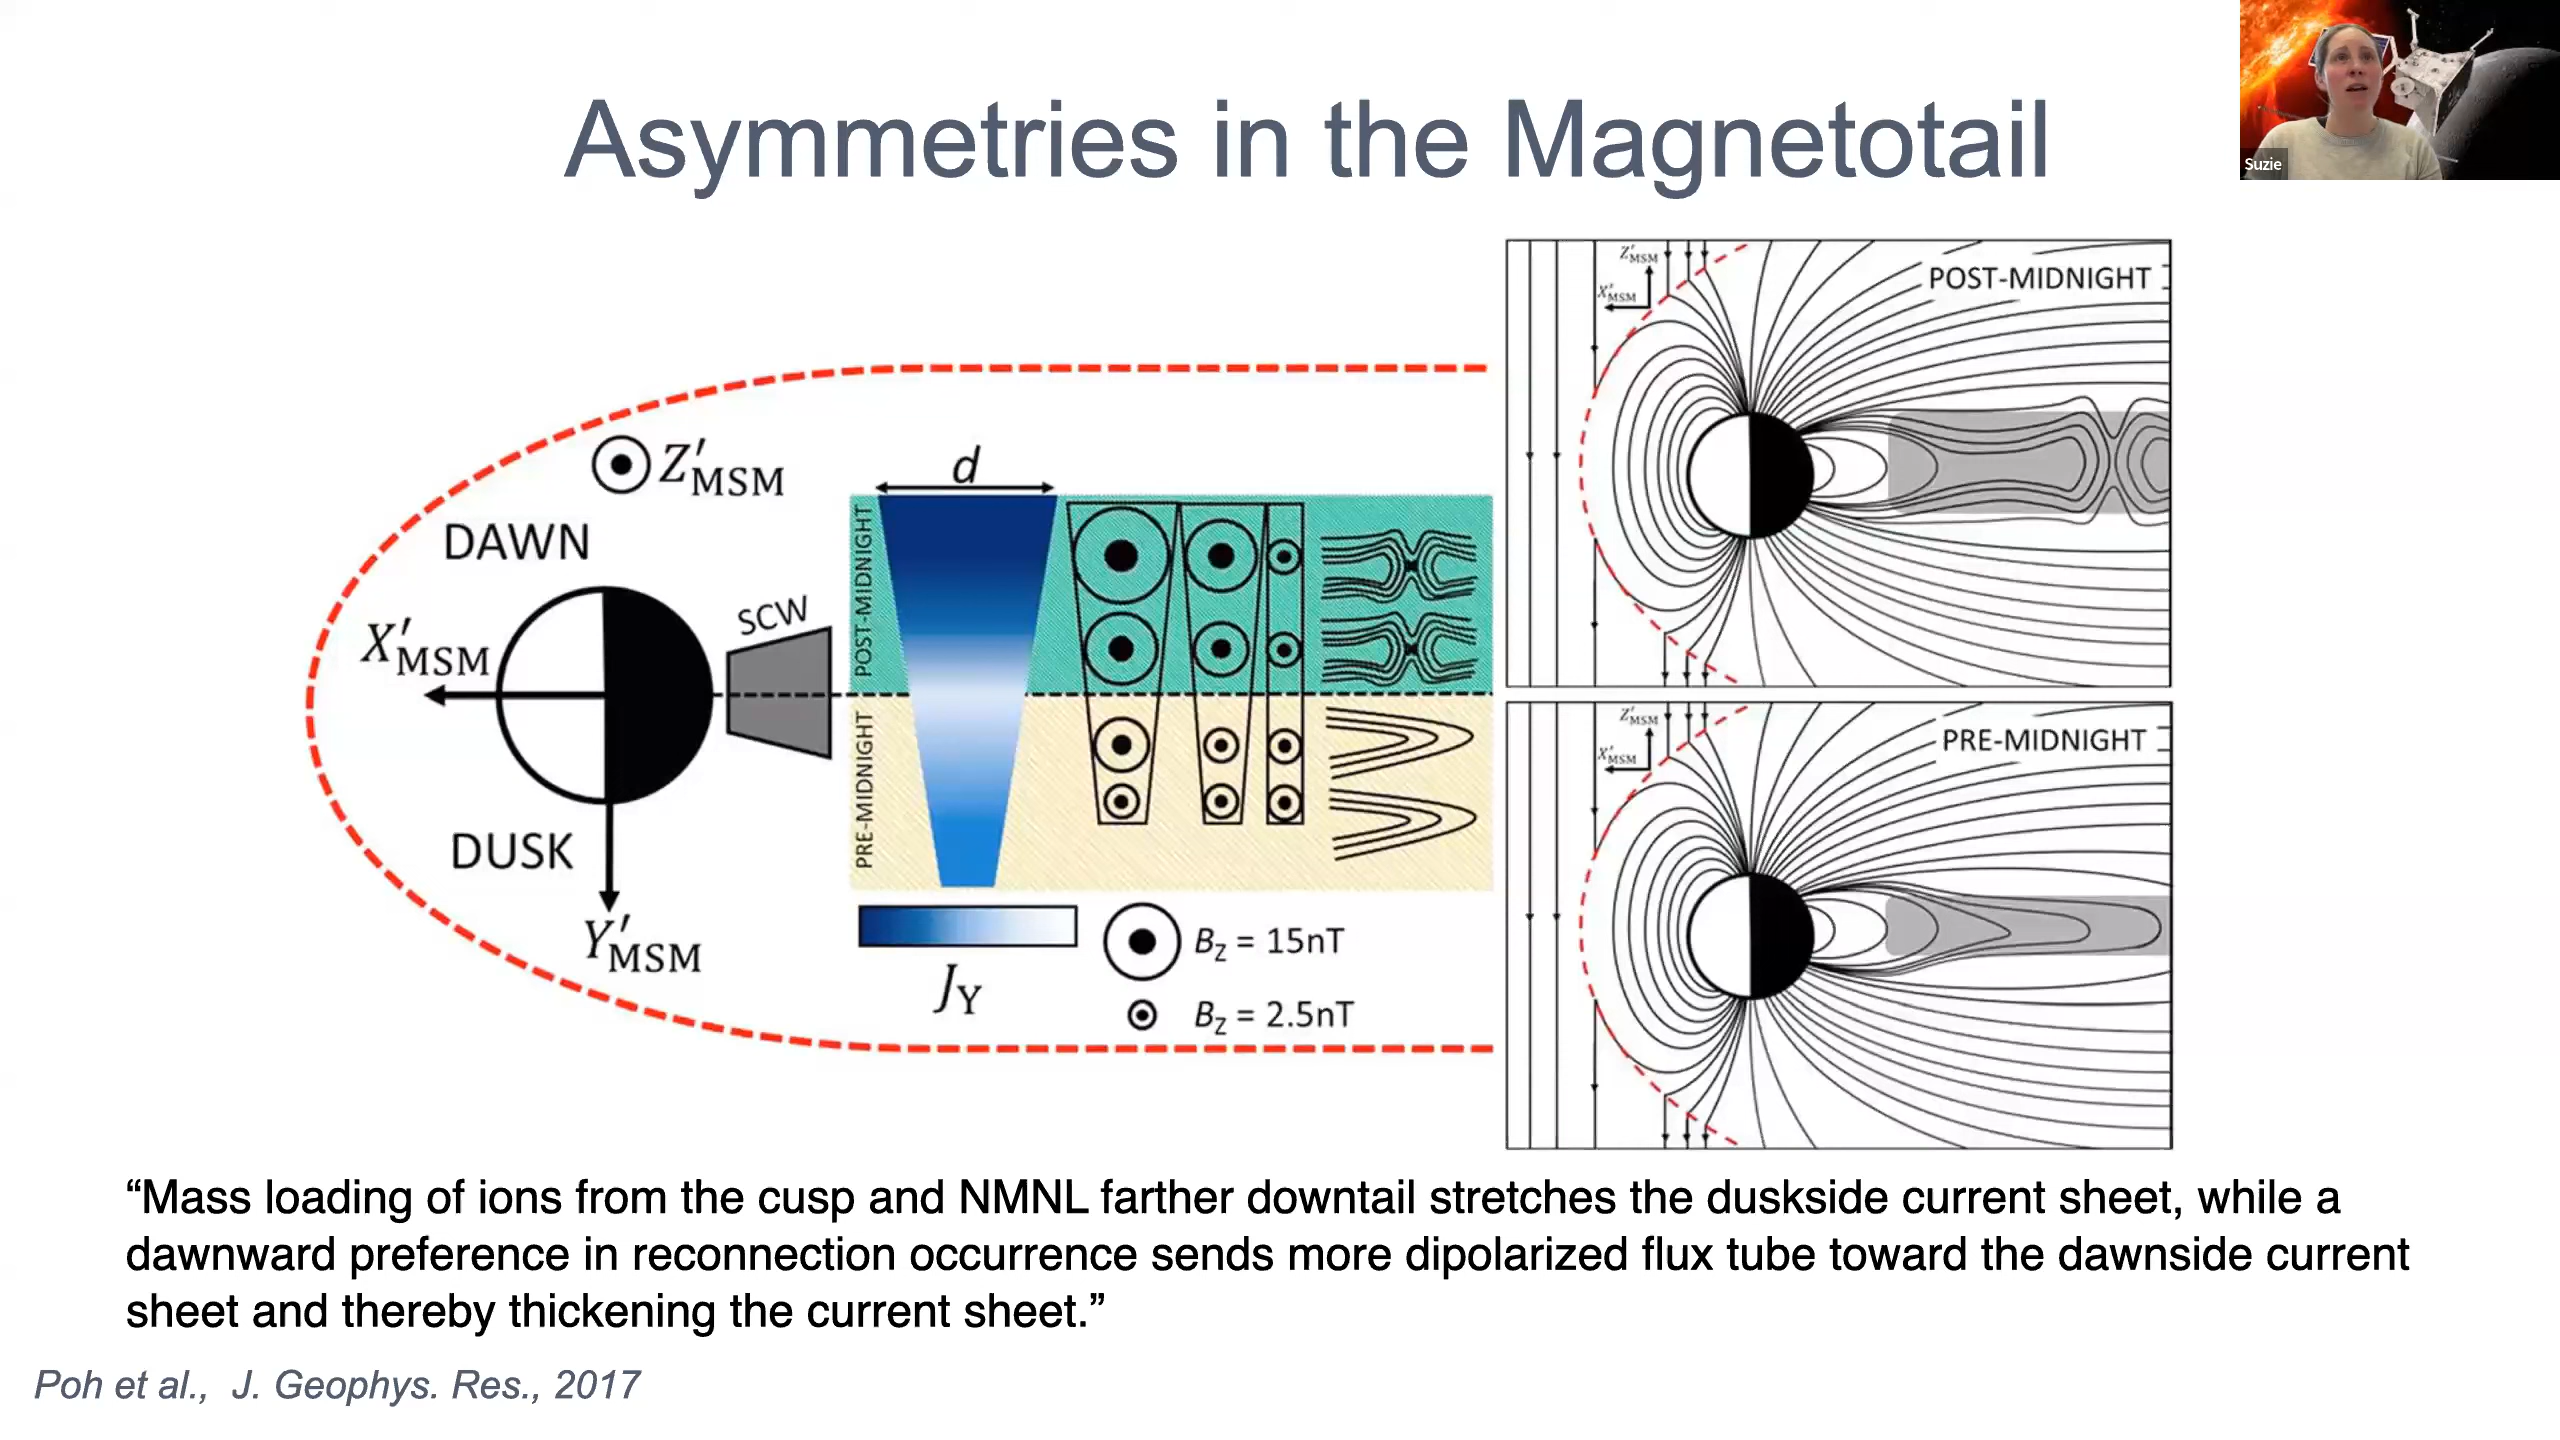 Asymmetries in the Magnetotail
Suzie
Z′MSM
DAWN
X′MSM
DUSK
Y′MSM
SCW
d
POST-MIDNIGHT
PRE-MIDNIGHT
JY
BZ = 15nT
BZ = 2.5nT
Z′MSM
X′MSM
POST-MIDNIGHT
Z′MSM
X′MSM
PRE-MIDNIGHT
“Mass loading of ions from the cusp and NMNL farther downtail stretches the duskside current sheet, while a
dawnward preference in reconnection occurrence sends more dipolarized flux tube toward the dawnside current
sheet and thereby thickening the current sheet.”
Poh et al., J. Geophys. Res., 2017